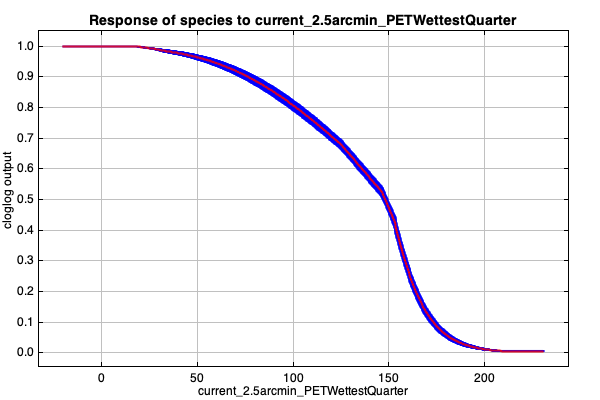 Response of species to current_2.5arcmin_PETWettestQuarter
1.0
0.9
0.8
0.7
0.6
0.5
0.4
0.3
0.2
0.1
0.0
cloglog output
0 50 100 150 200
current_2.5arcmin_PETWettestQuarter